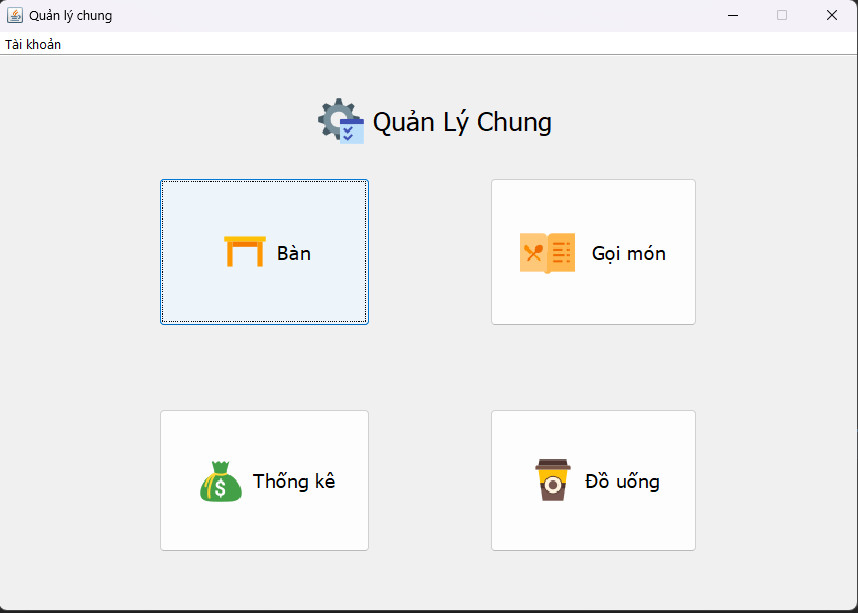 Quản lý chung
Tài khoản
Quản Lý Chung
Bàn
Gọi món
Thống kê
Đồ uống